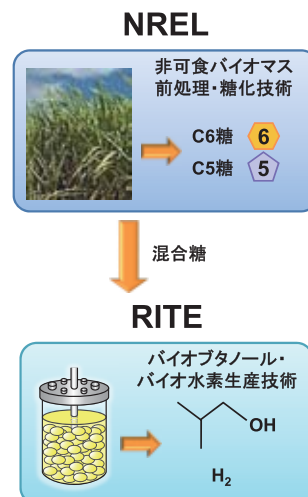 NREL
非可食バイオマス
前処理・糖化技術
C6糖 6
C5糖 5
混合糖
RITE
バイオブタノール・
バイオ水素生産技術
OH
H₂